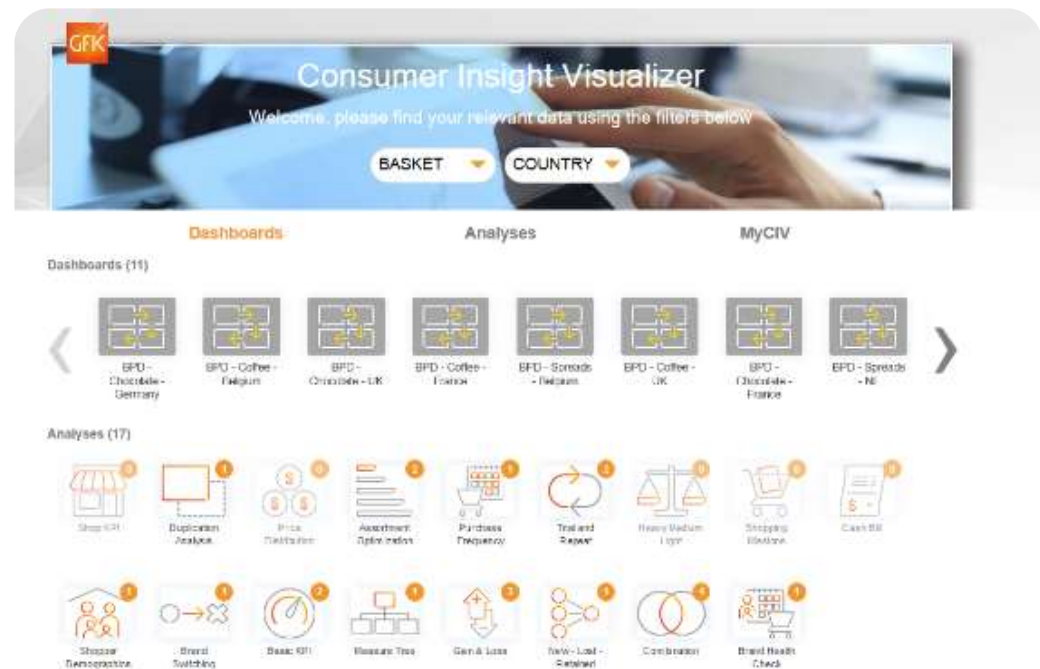 GFK
Consumer Insight Visualizer
Welcome, please find your relevant data using the filters below
BASKET COUNTRY
Dashboards Analyses MyCIV
Dashboards (11)
BPD - Chocolate - Germany
BPD - Coffee - Belgium
BPD - Chocolate - UK
BPD - Coffee - France
BPD - Spreads - Belgium
BPD - Coffee - UK
BPD - Chocolate - France
BPD - Spreads - NL
Analyses (17)
Shop KPI
Duplication Analysis
Price Distribution
Assortment Optimization
Purchase Frequency
Trial and Repeat
Heavy Medium Light
Shopping Missions
Cash Bill
Shopper Demographics
Brand Switching
Basic KPI
Measure Tree
Gain & Loss
New - Lost - Retained
Combination
Brand Health Check